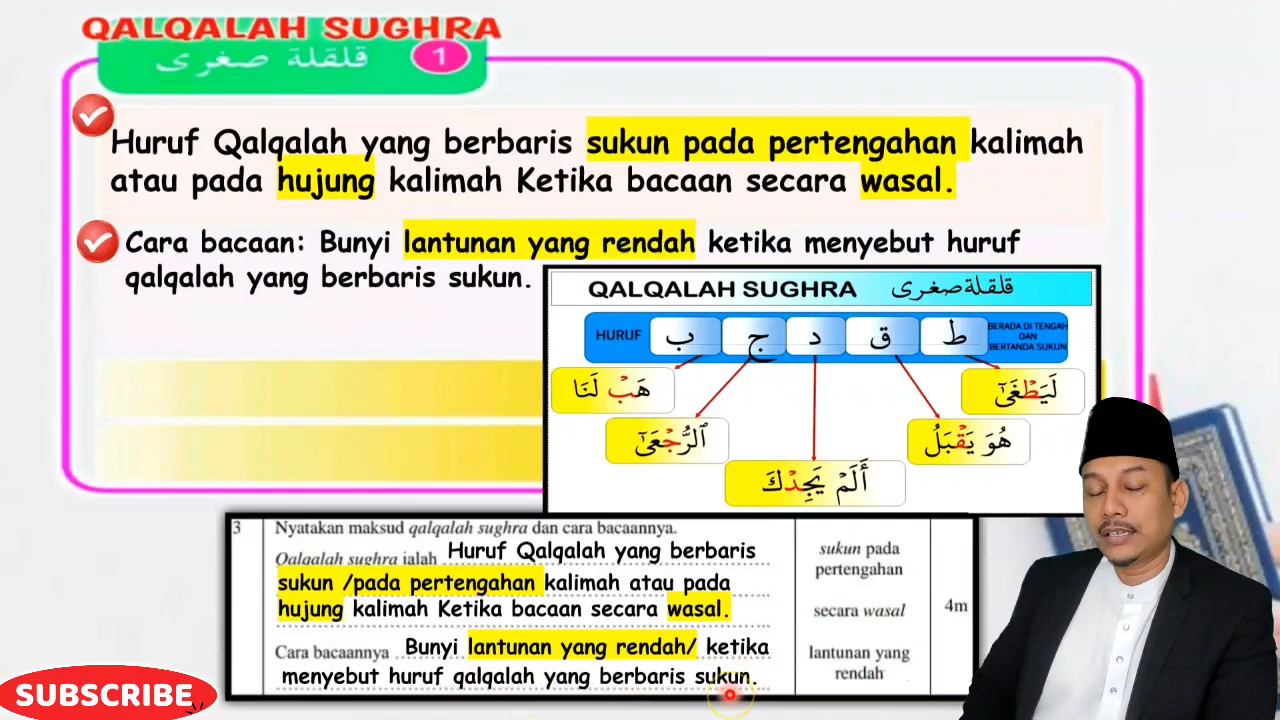 QALQALAH SUGHRA
قلقلة صغرى 1
Huruf Qalqalah yang berbaris sukun pada pertengahan kalimah
atau pada hujung kalimah Ketika bacaan secara wasal.
Cara bacaan: Bunyi lantunan yang rendah ketika menyebut huruf
qalqalah yang berbaris sukun.
QALQALAH SUGHRA قلقلة صغرى
HURUF ب ج د ق ط BERADA DI TENGAH
DAN
BERTANDA SUKUN
هَبْ لَنَا
لَيَطْغَىٰٓ
ٱلرُّجْعَىٰٓ
هُوَ يَقْبَلُ
أَلَمْ يَجِدْكَ
3 Nyatakan maksud qalqalah sughra dan cara bacaannya.
Qalqalah sughra ialah Huruf Qalqalah yang berbaris
sukun /pada pertengahan kalimah atau pada
hujung kalimah Ketika bacaan secara wasal.
Cara bacaannya Bunyi lantunan yang rendah/ ketika
menyebut huruf qalqalah yang berbaris sukun.
sukun pada
pertengahan
secara wasal
lantunan yang
rendah
4m
SUBSCRIBE